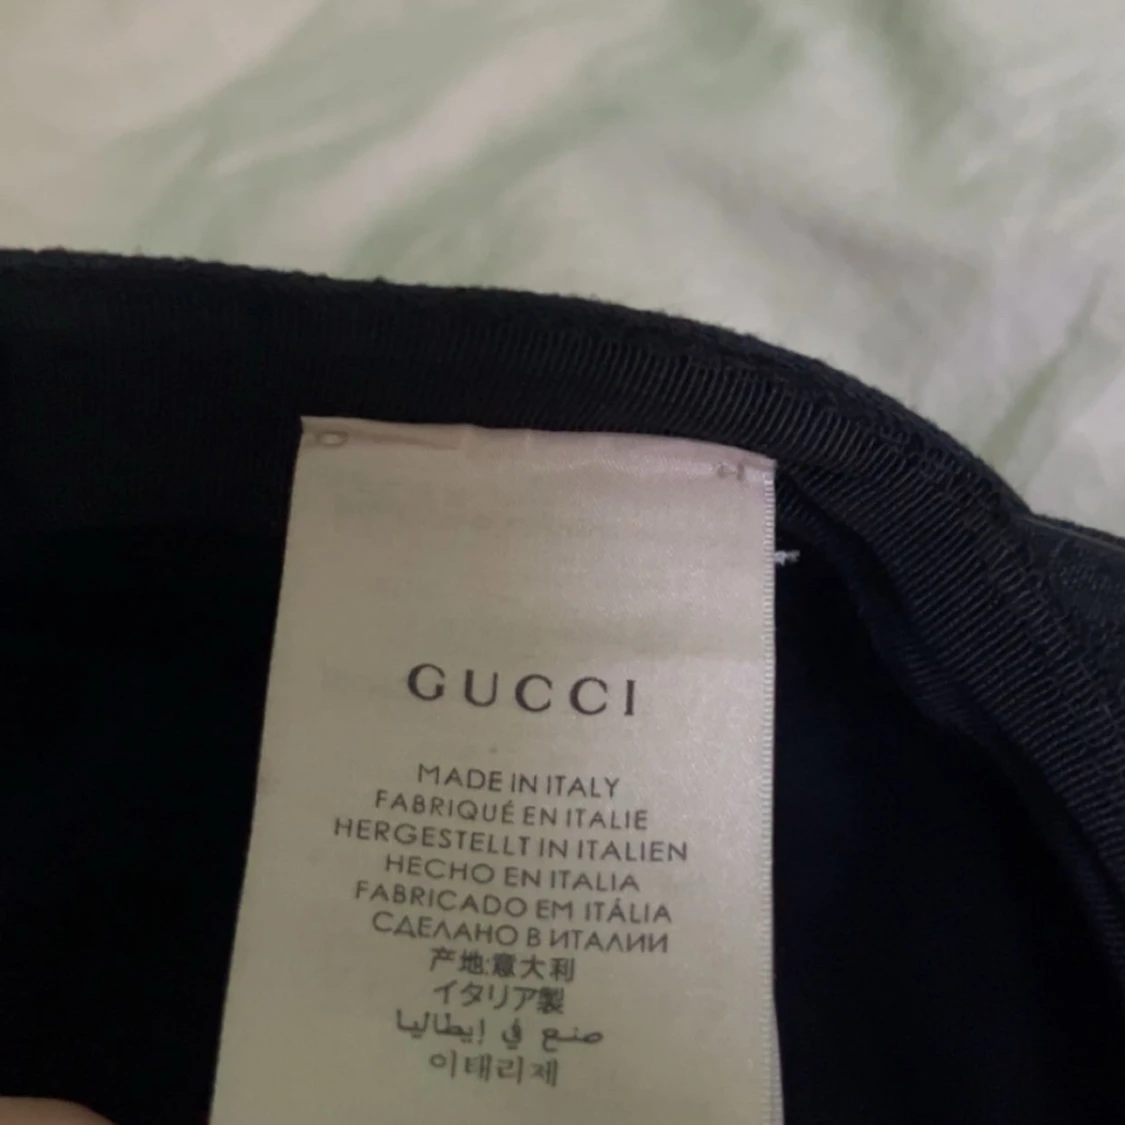 GUCCI
MADE IN ITALY
FABRIQUÉ EN ITALIE
HERGESTELLT IN ITALIEN
HECHO EN ITALIA
FABRICADO EM ITÁLIA
СДЕЛАНО В ИТАЛИИ
产地:意大利
イタリア製
صنع في إيطاليا
이태리제